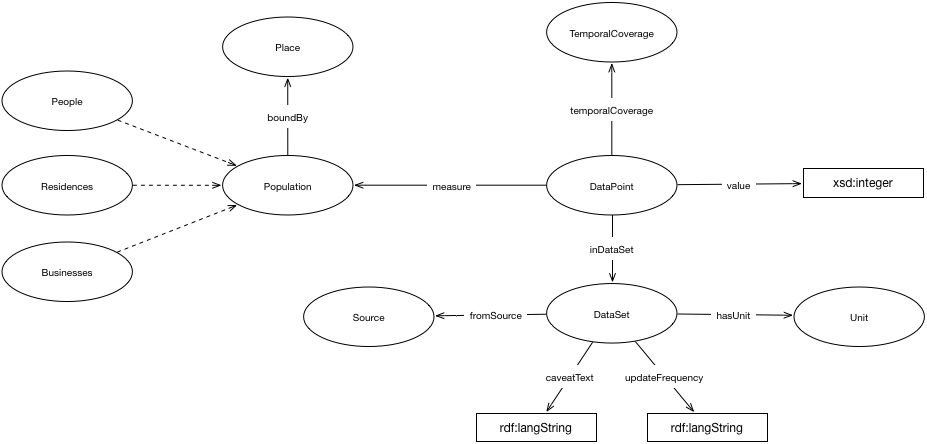 TemporalCoverage
Place
People
temporalCoverage
boundBy
Residences
Population
measure
DataPoint
value
xsd:integer
inDataSet
Businesses
Source
fromSource
DataSet
hasUnit
Unit
caveatText
updateFrequency
rdf:langString
rdf:langString